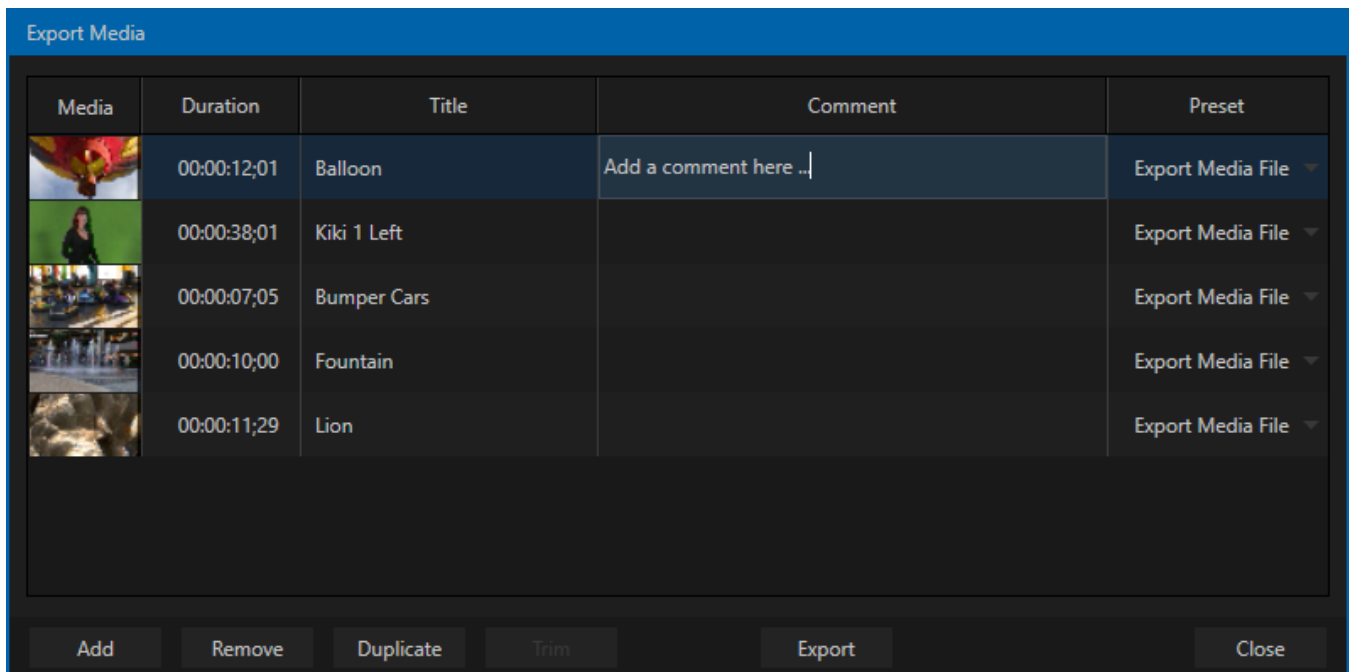 Export Media
Media Duration Title Comment Preset
00:00:12;01 Balloon Add a comment here ... Export Media File
00:00:38;01 Kiki 1 Left Export Media File
00:00:07;05 Bumper Cars Export Media File
00:00:10;00 Fountain Export Media File
00:00:11;29 Lion Export Media File
Add Remove Duplicate Trim Export Close